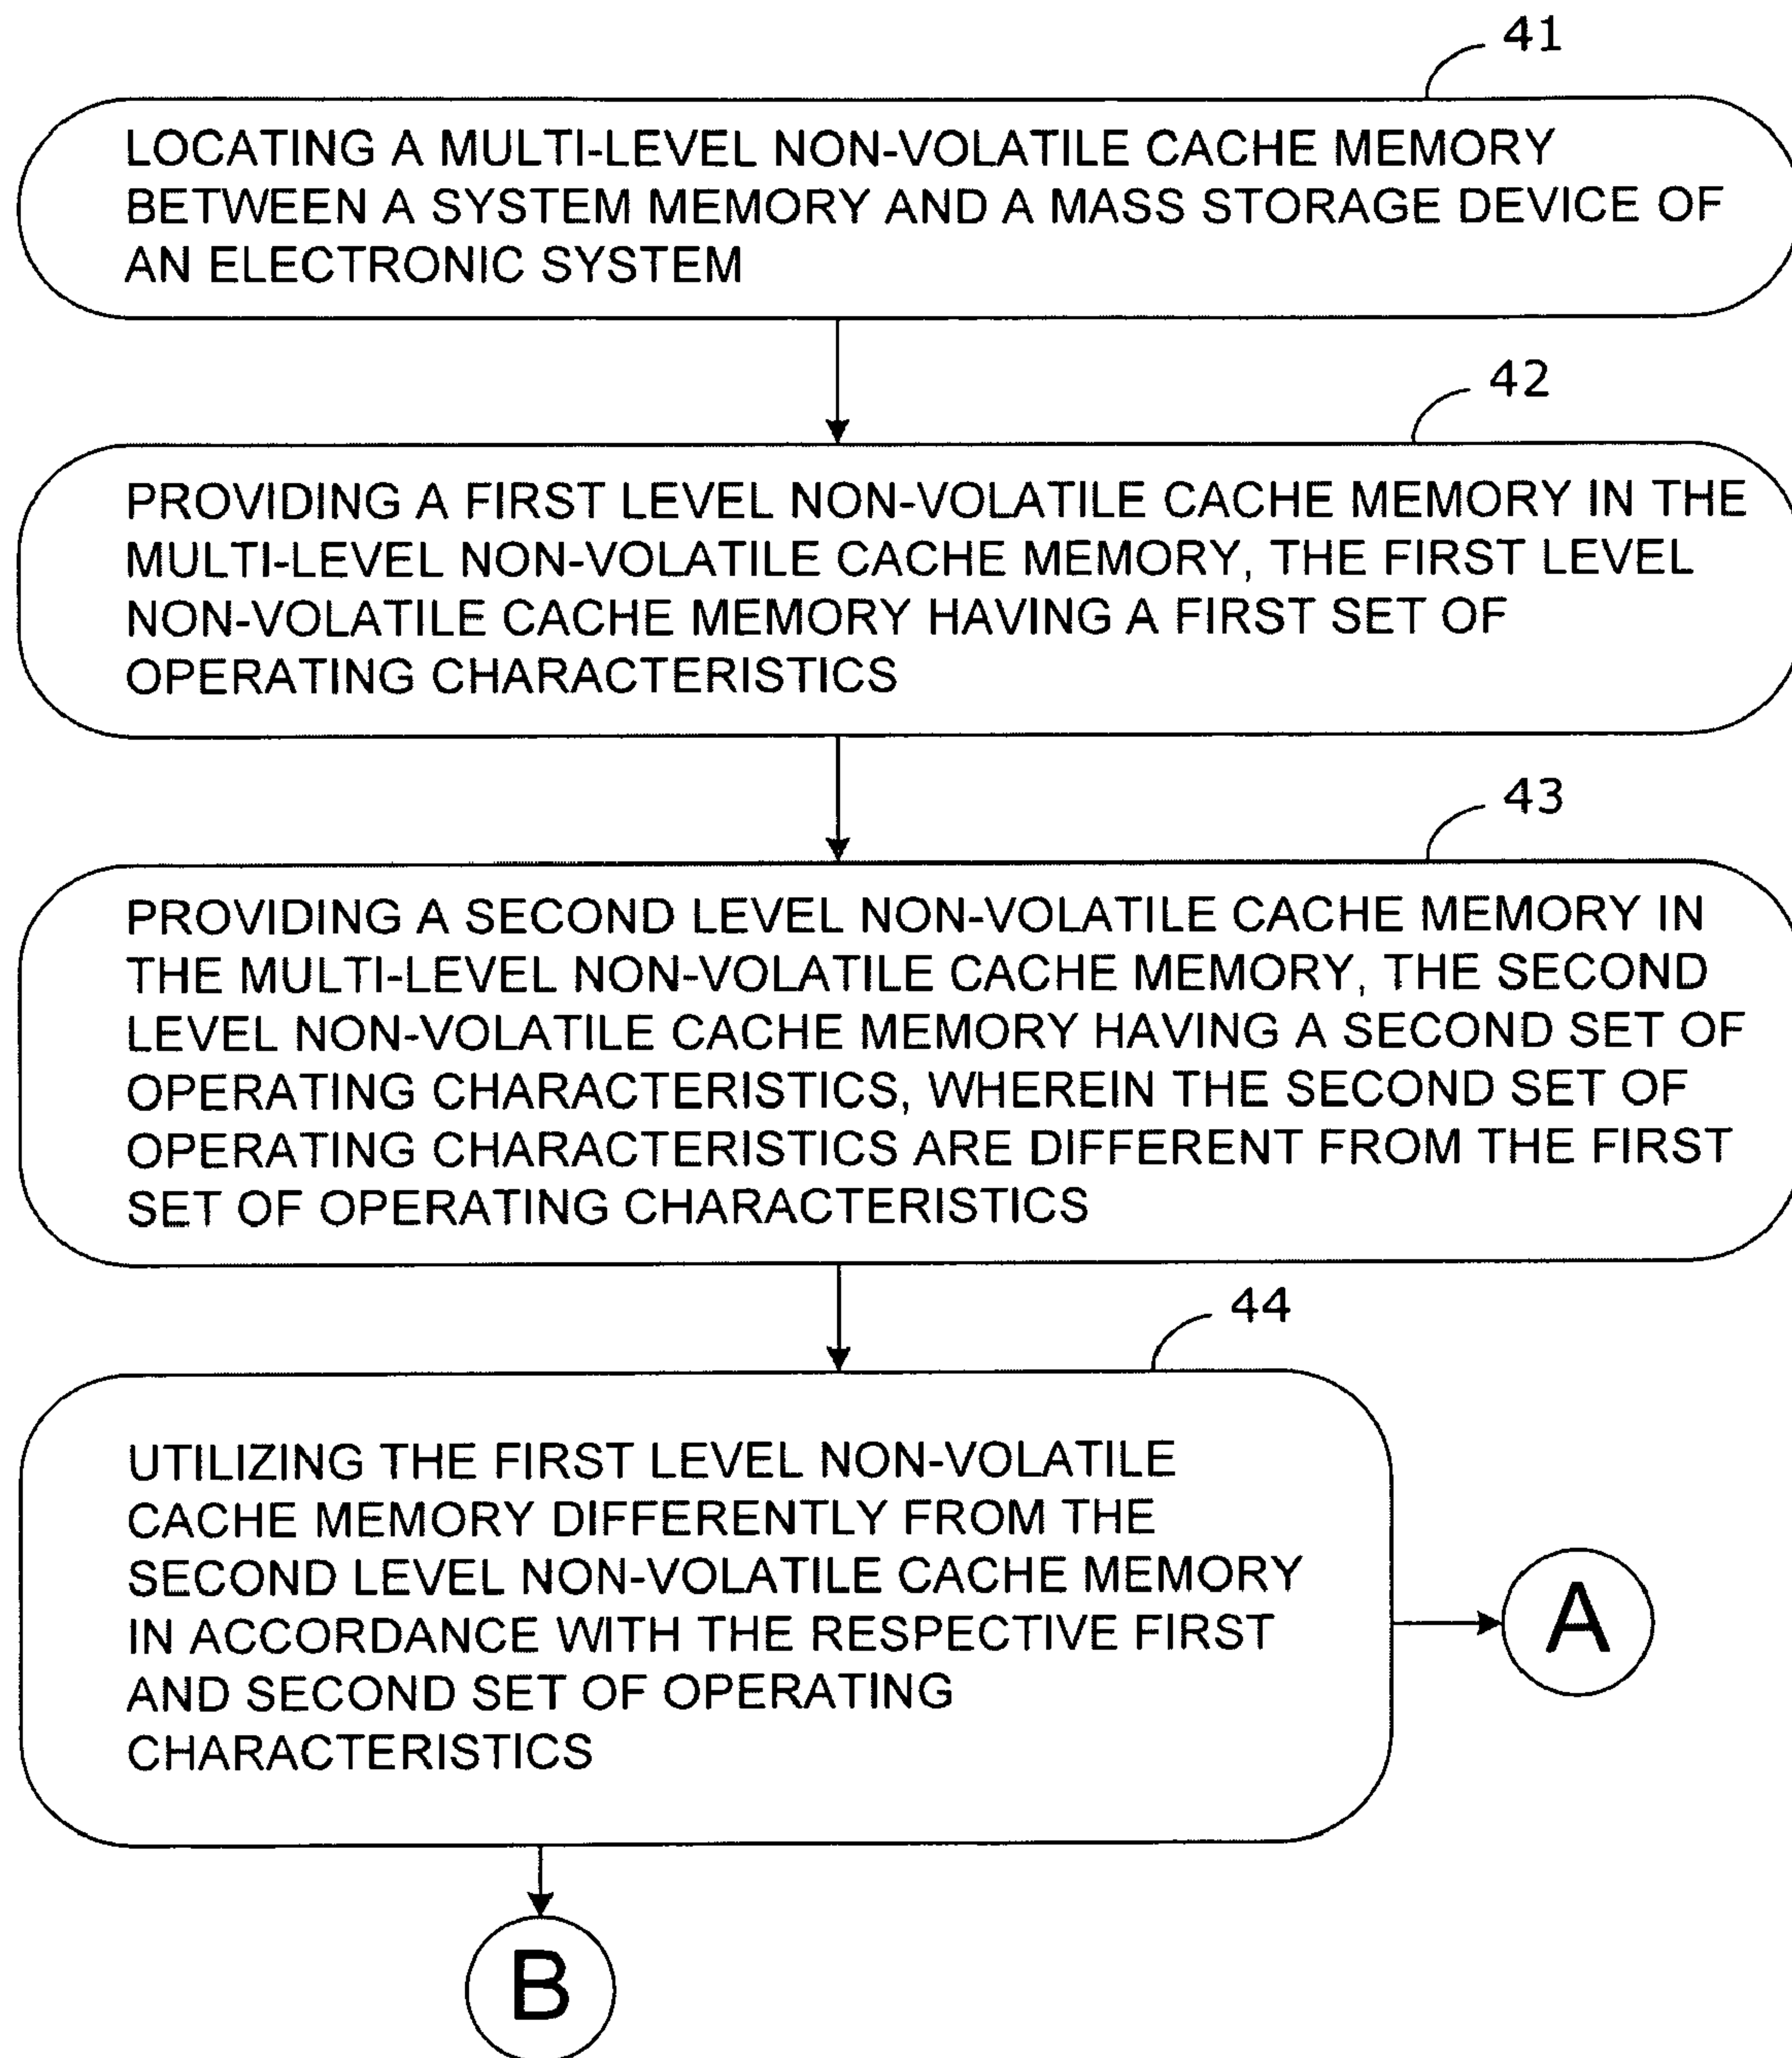 41
LOCATING A MULTI-LEVEL NON-VOLATILE CACHE MEMORY
BETWEEN A SYSTEM MEMORY AND A MASS STORAGE DEVICE OF
AN ELECTRONIC SYSTEM
42
PROVIDING A FIRST LEVEL NON-VOLATILE CACHE MEMORY IN THE
MULTI-LEVEL NON-VOLATILE CACHE MEMORY, THE FIRST LEVEL
NON-VOLATILE CACHE MEMORY HAVING A FIRST SET OF
OPERATING CHARACTERISTICS
43
PROVIDING A SECOND LEVEL NON-VOLATILE CACHE MEMORY IN
THE MULTI-LEVEL NON-VOLATILE CACHE MEMORY, THE SECOND
LEVEL NON-VOLATILE CACHE MEMORY HAVING A SECOND SET OF
OPERATING CHARACTERISTICS, WHEREIN THE SECOND SET OF
OPERATING CHARACTERISTICS ARE DIFFERENT FROM THE FIRST
SET OF OPERATING CHARACTERISTICS
44
UTILIZING THE FIRST LEVEL NON-VOLATILE
CACHE MEMORY DIFFERENTLY FROM THE
SECOND LEVEL NON-VOLATILE CACHE MEMORY
IN ACCORDANCE WITH THE RESPECTIVE FIRST
AND SECOND SET OF OPERATING
CHARACTERISTICS
A
B